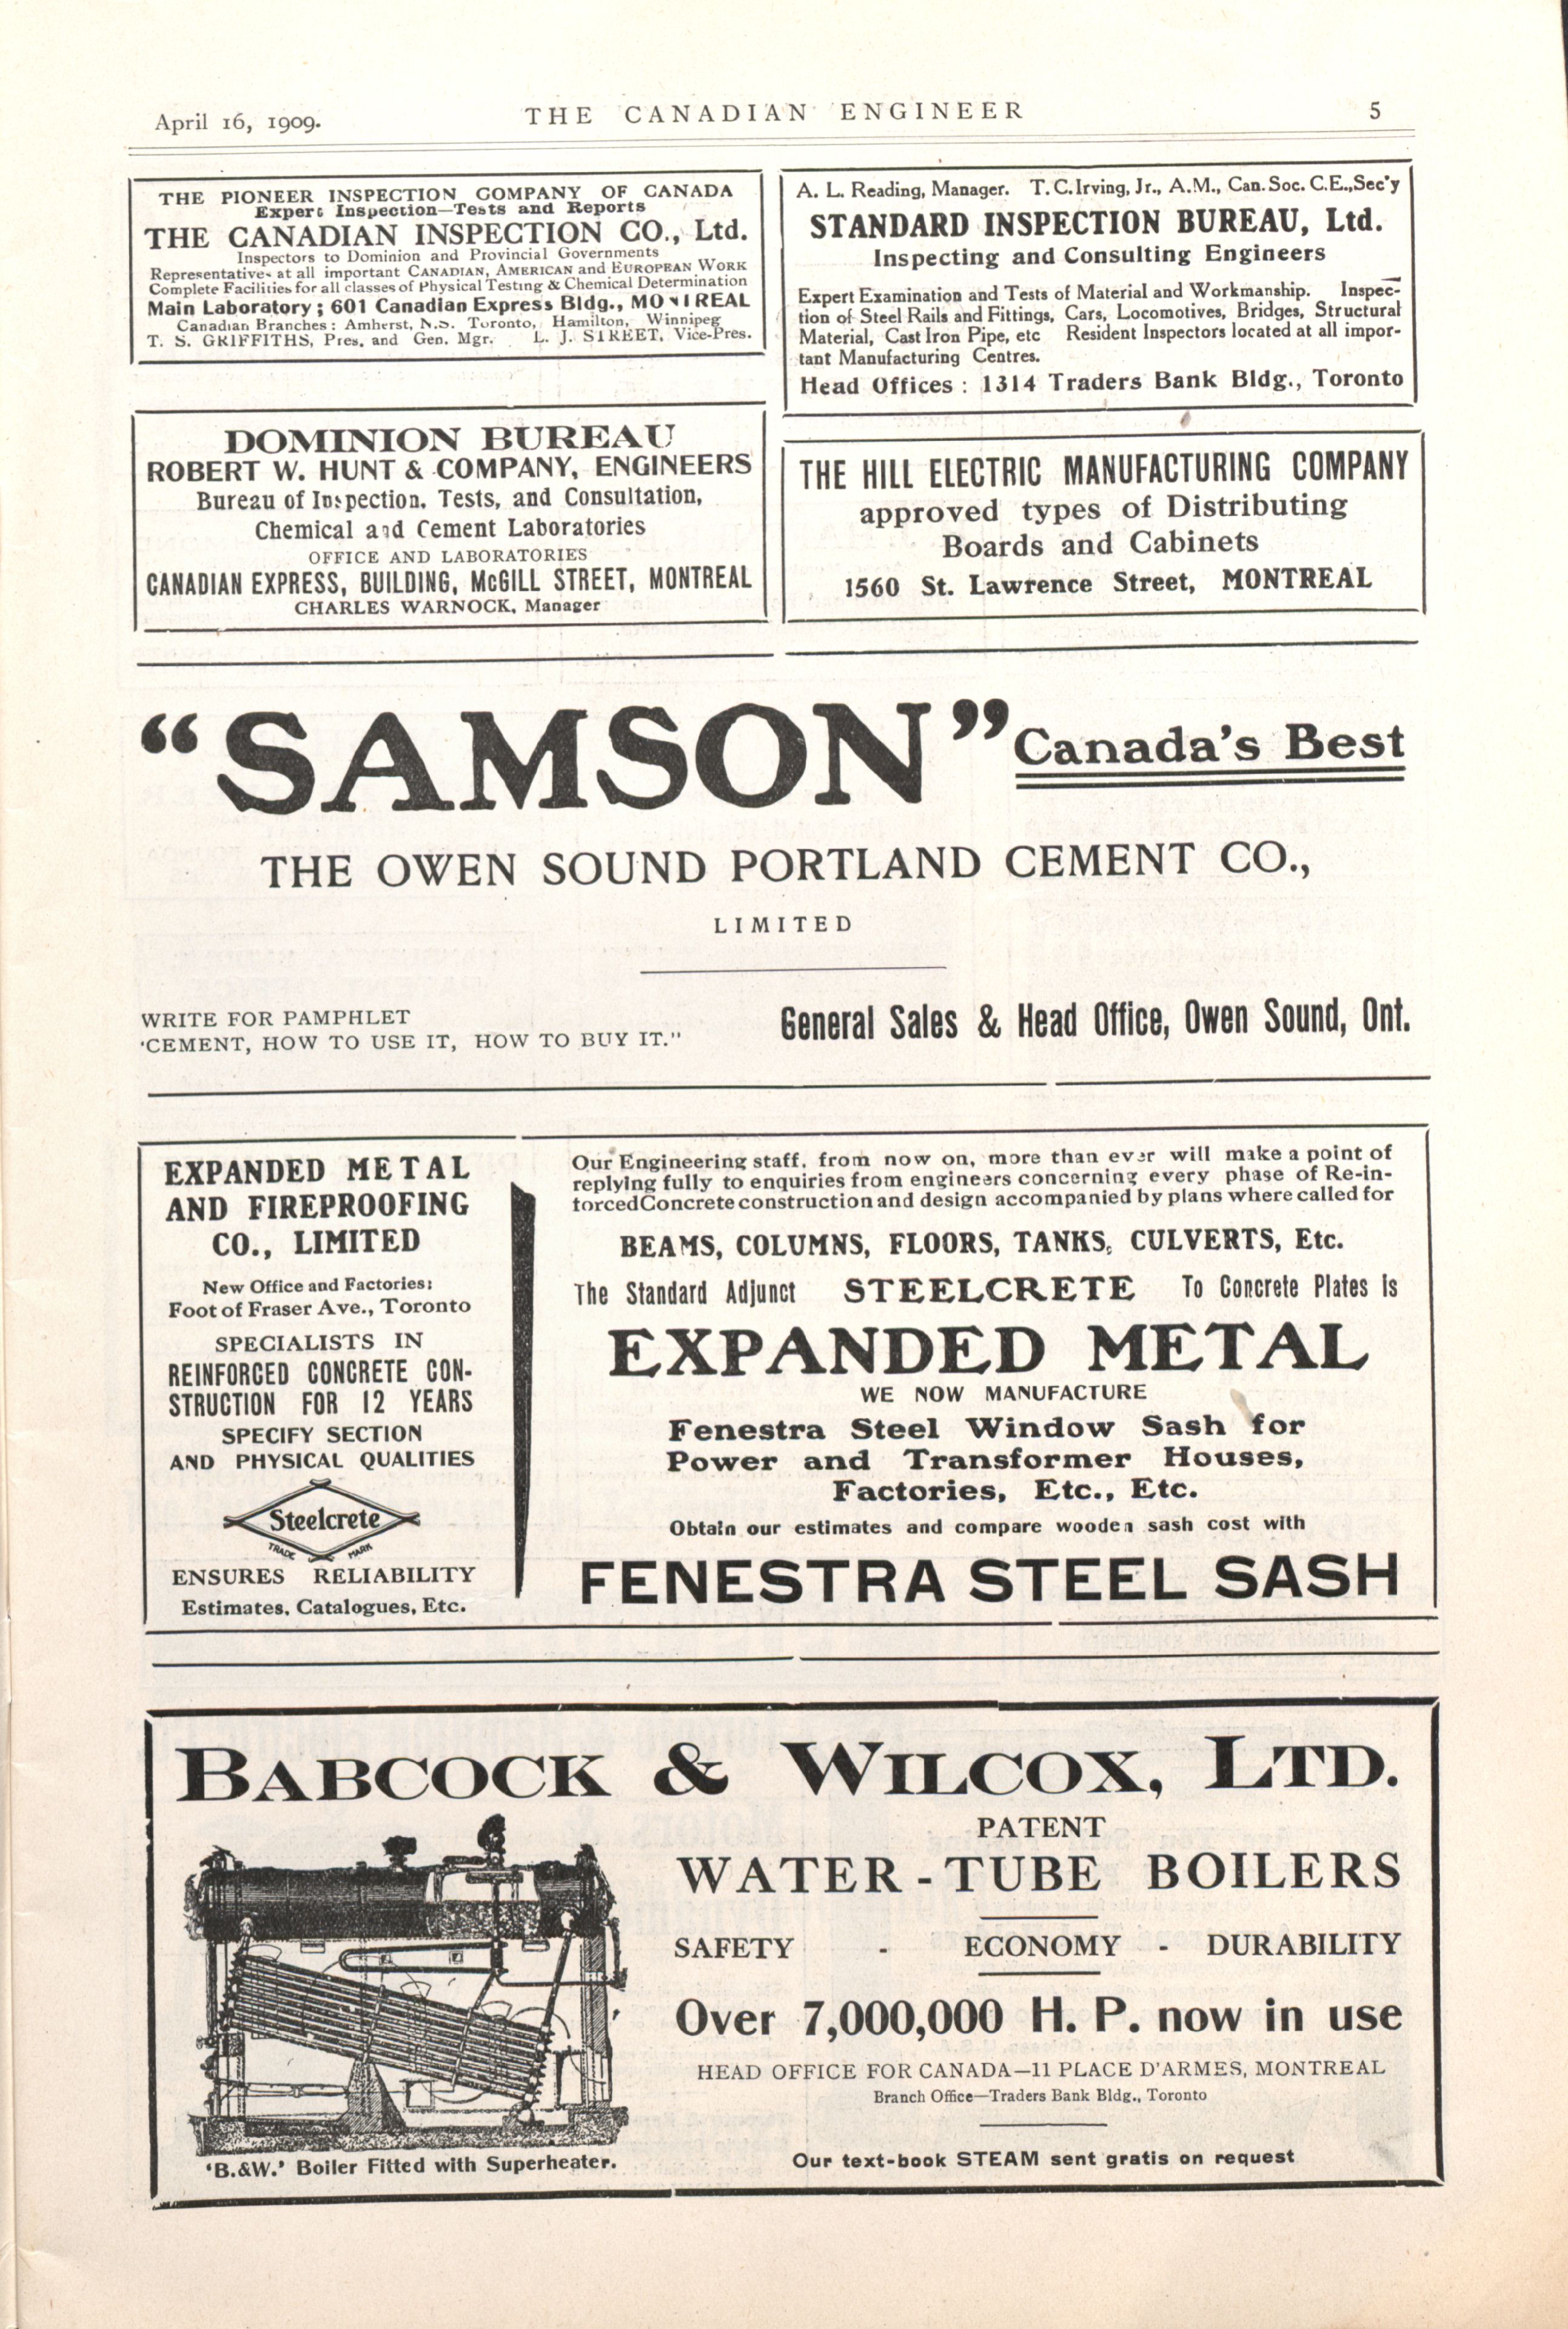 April 16, 1909.
THE CANADIAN ENGINEER
5
THE PIONEER INSPECTION COMPANY OF CANADA
Expert Inspection—Tests and Reports
THE CANADIAN INSPECTION CO., Ltd.
Inspectors to Dominion and Provincial Governments
Representatives at all important CANADIAN, AMERICAN and EUROPEAN WORK
Complete Facilities for all classes of Physical Testing & Chemical Determination
Main Laboratory; 601 Canadian Express Bldg., MONTREAL
Canadian Branches: Amherst, N.S. Toronto, Hamilton, Winnipeg
T. S. GRIFFITHS, Pres. and Gen. Mgr. L. J. STREET, Vice-Pres.
A. L. Reading, Manager. T. C. Irving, Jr., A.M., Can. Soc. C.E., Sec'y
STANDARD INSPECTION BUREAU, Ltd.
Inspecting and Consulting Engineers
Expert Examination and Tests of Material and Workmanship. Inspec-
tion of Steel Rails and Fittings, Cars, Locomotives, Bridges, Structural
Material, Cast Iron Pipe, etc Resident Inspectors located at all impor-
tant Manufacturing Centres.
Head Offices: 1314 Traders Bank Bldg., Toronto
DOMINION BUREAU
ROBERT W. HUNT & COMPANY, ENGINEERS
Bureau of Inspection, Tests, and Consultation,
Chemical and Cement Laboratories
OFFICE AND LABORATORIES
CANADIAN EXPRESS, BUILDING, McGILL STREET, MONTREAL
CHARLES WARNOCK, Manager
THE HILL ELECTRIC MANUFACTURING COMPANY
approved types of Distributing
Boards and Cabinets
1560 St. Lawrence Street, MONTREAL
“SAMSON” Canada's Best
THE OWEN SOUND PORTLAND CEMENT CO.,
LIMITED
WRITE FOR PAMPHLET
‘CEMENT, HOW TO USE IT, HOW TO BUY IT."
General Sales & Head Office, Owen Sound, Ont.
EXPANDED METAL
AND FIREPROOFING
CO., LIMITED
New Office and Factories:
Foot of Fraser Ave., Toronto
SPECIALISTS IN
REINFORCED CONCRETE CON-
STRUCTION FOR 12 YEARS
SPECIFY SECTION
AND PHYSICAL QUALITIES
Steelcrete
TRADE MARK
ENSURES RELIABILITY
Estimates, Catalogues, Etc.
Our Engineering staff, from now on, more than ever will make a point of
replying fully to enquiries from engineers concerning every phase of Re-in-
forced Concrete construction and design accompanied by plans where called for
BEAMS, COLUMNS, FLOORS, TANKS, CULVERTS, Etc.
The Standard Adjunct STEELCRETE To Concrete Plates is
EXPANDED METAL
WE NOW MANUFACTURE
Fenestra Steel Window Sash for
Power and Transformer Houses,
Factories, Etc., Etc.
Obtain our estimates and compare wooden sash cost with
FENESTRA STEEL SASH
BABCOCK & WILCOX, LTD.
PATENT
WATER-TUBE BOILERS
SAFETY - ECONOMY - DURABILITY
Over 7,000,000 H. P. now in use
HEAD OFFICE FOR CANADA—11 PLACE D'ARMES, MONTREAL
Branch Office—Traders Bank Bldg., Toronto
Our text-book STEAM sent gratis on request
‘B.&W.’ Boiler Fitted with Superheater.